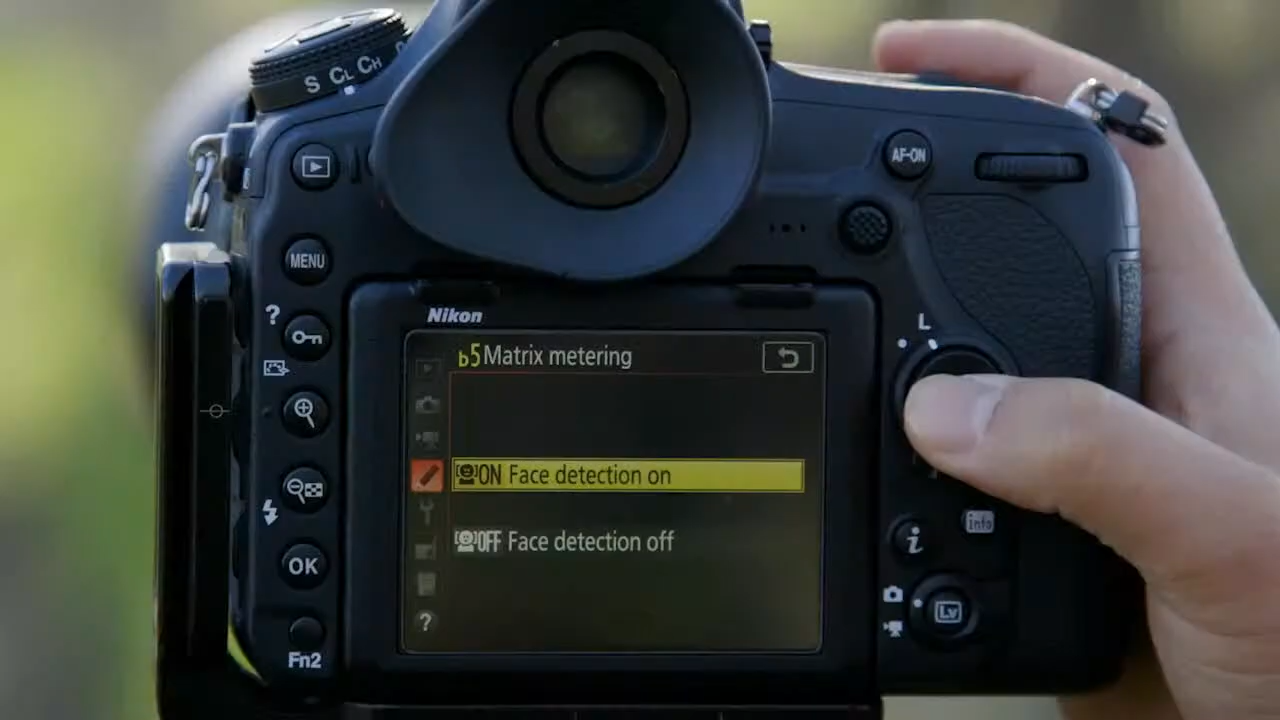 S CL CH
AF-ON
MENU
?
Nikon
L
b5 Matrix metering
ON Face detection on
OFF Face detection off
?
info
i
OK
Lv
Fn2